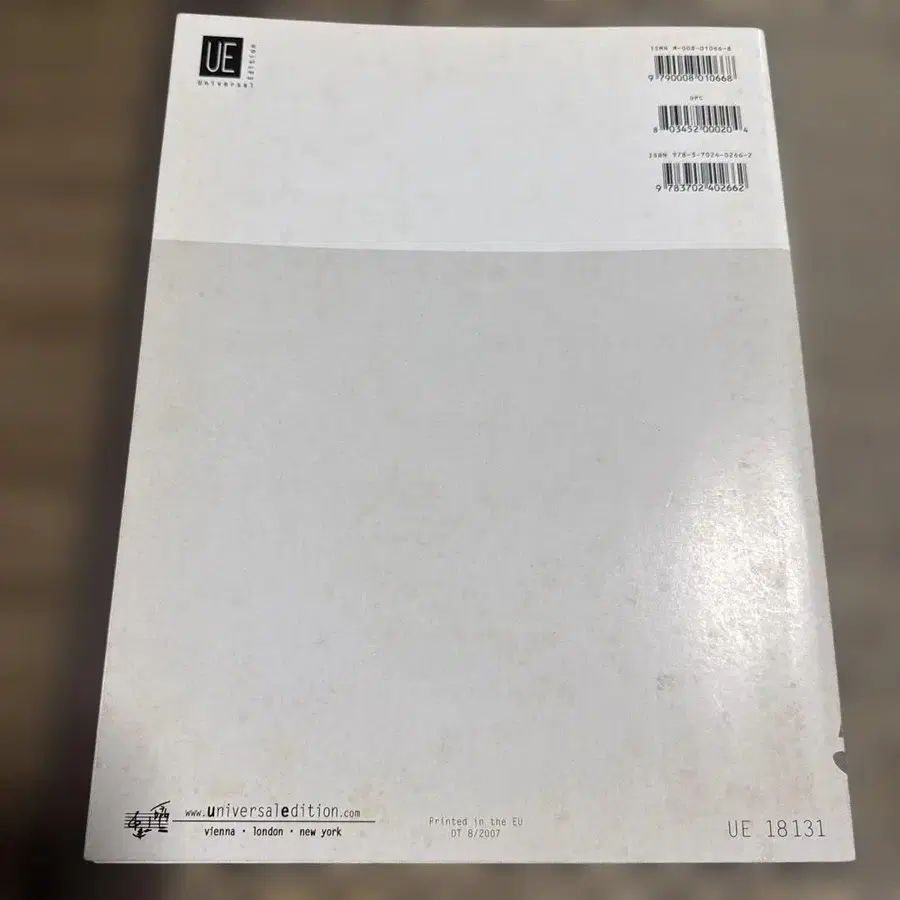 UE
Universal
Edition
ISMN M-008-01066-8
9 790008 010668
UPC
8 03452 00020 4
ISBN 978-3-7024-0266-2
9 783702 402662
www.universaledition.com
vienna · london · new york
Printed in the EU
DT 8/2007
UE 18131